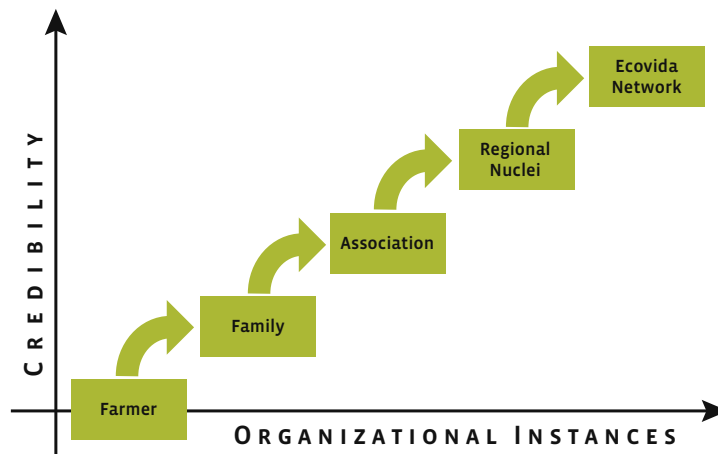 Ecovida
Network
Regional
Nuclei
Association
Family
Farmer
CREDIBILITY
ORGANIZATIONAL INSTANCES